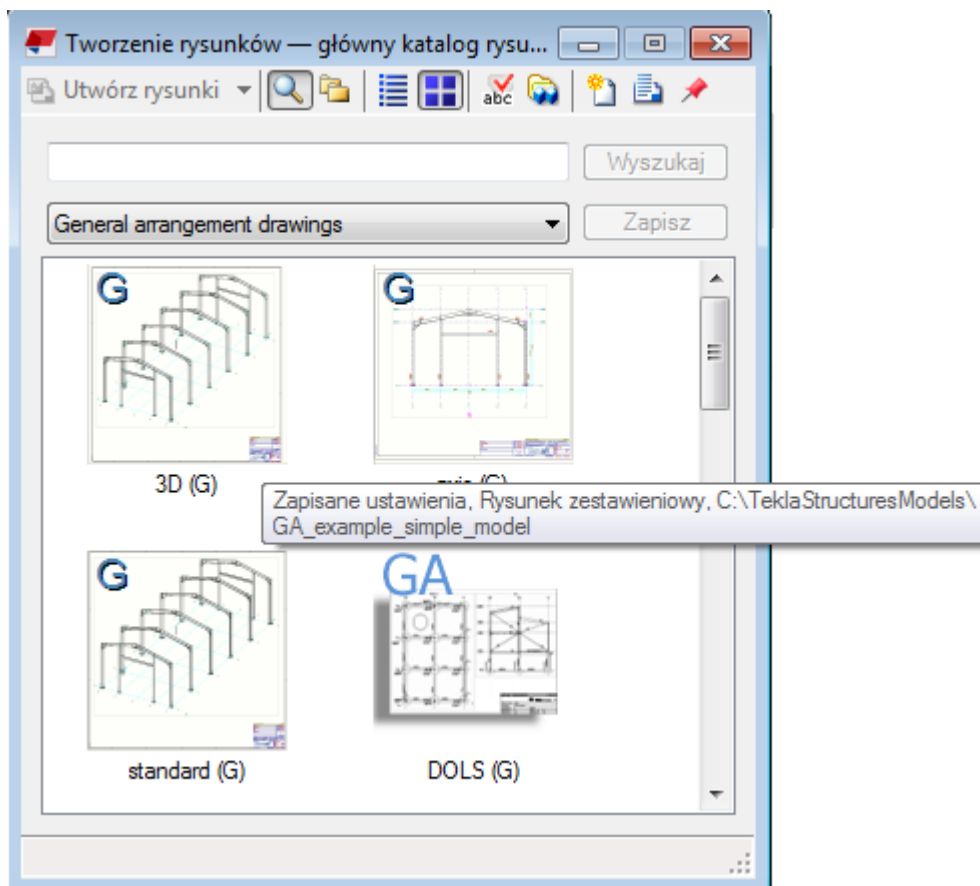 Tworzenie rysunków — główny katalog rysu...
Utwórz rysunki
abc
Wyszukaj
General arrangement drawings
Zapisz
G
G
3D (G)
(G)
Zapisane ustawienia, Rysunek zestawieniowy, C:\TeklaStructuresModels\
GA_example_simple_model
G
GA
standard (G)
DOLS (G)